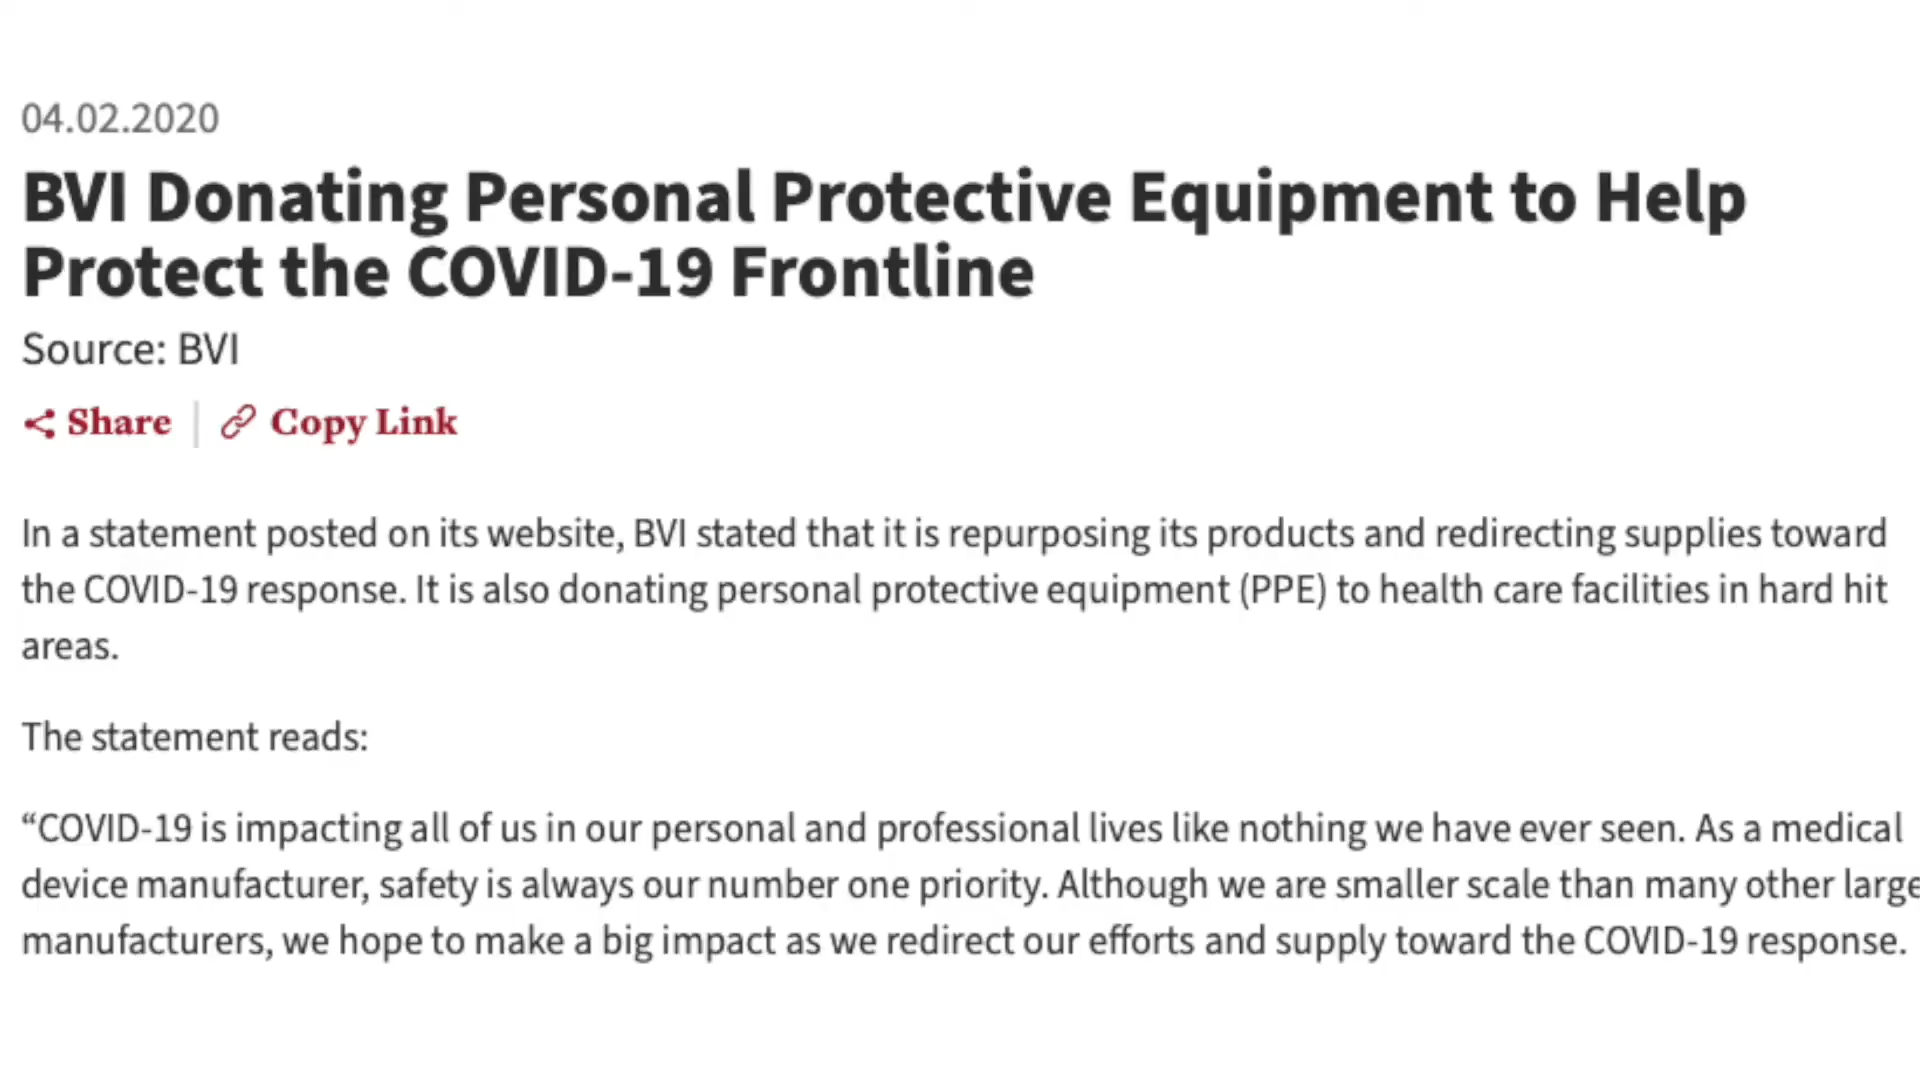 04.02.2020
BVI Donating Personal Protective Equipment to Help
Protect the COVID-19 Frontline
Source: BVI
Share | Copy Link
In a statement posted on its website, BVI stated that it is repurposing its products and redirecting supplies toward
the COVID-19 response. It is also donating personal protective equipment (PPE) to health care facilities in hard hit
areas.
The statement reads:
“COVID-19 is impacting all of us in our personal and professional lives like nothing we have ever seen. As a medical
device manufacturer, safety is always our number one priority. Although we are smaller scale than many other large
manufacturers, we hope to make a big impact as we redirect our efforts and supply toward the COVID-19 response.